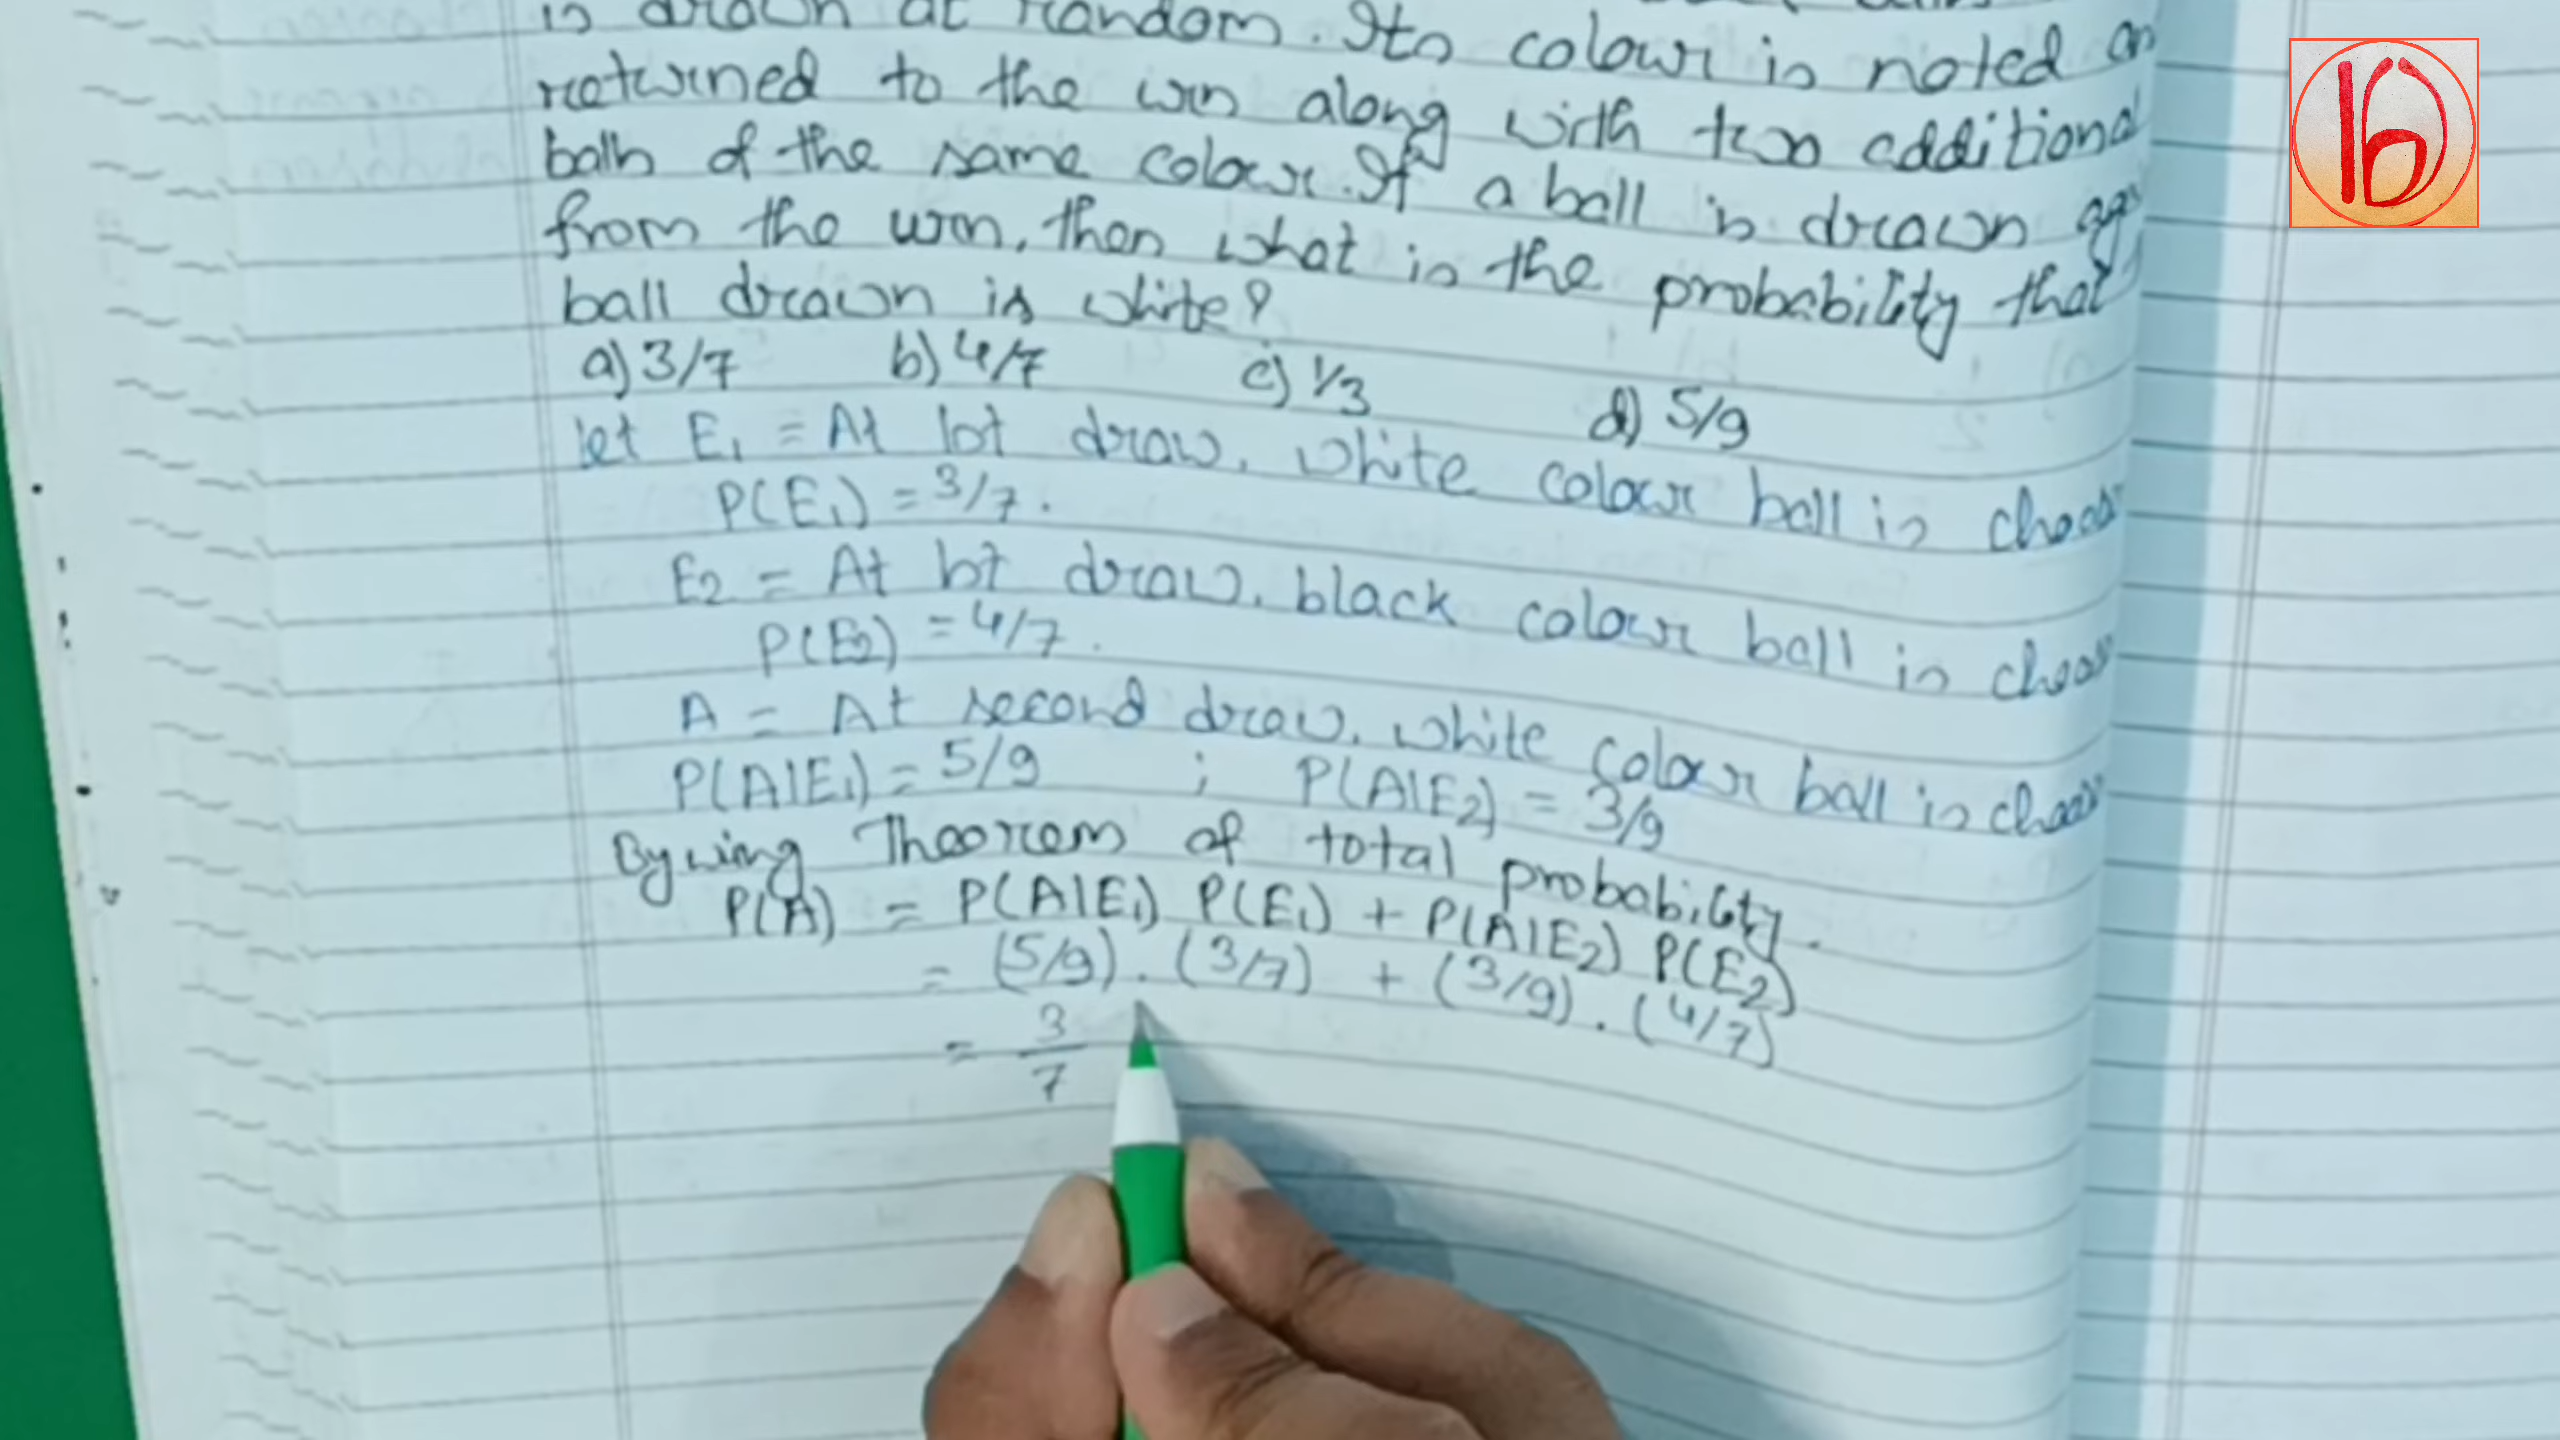 is drawn at random. Its colour is noted an
returned to the urn along with two additional
balls of the same colour. If a ball is drawn aga
from the urn, then what is the probability that
ball drawn is white?
a) 3/7 b) 4/7 c) 1/3 d) 5/9
let E1 = At 1st draw, white colour ball is choos
P(E1) = 3/7.
E2 = At 1st draw, black colour ball is choos
P(E2) = 4/7.
A = At second draw, white colour ball is choos
P(A|E1) = 5/9 ; P(A|E2) = 3/9
By using Theorem of total probability.
P(A) = P(A|E1) P(E1) + P(A|E2) P(E2)
= (5/9) . (3/7) + (3/9) . (4/7)
= 3/7